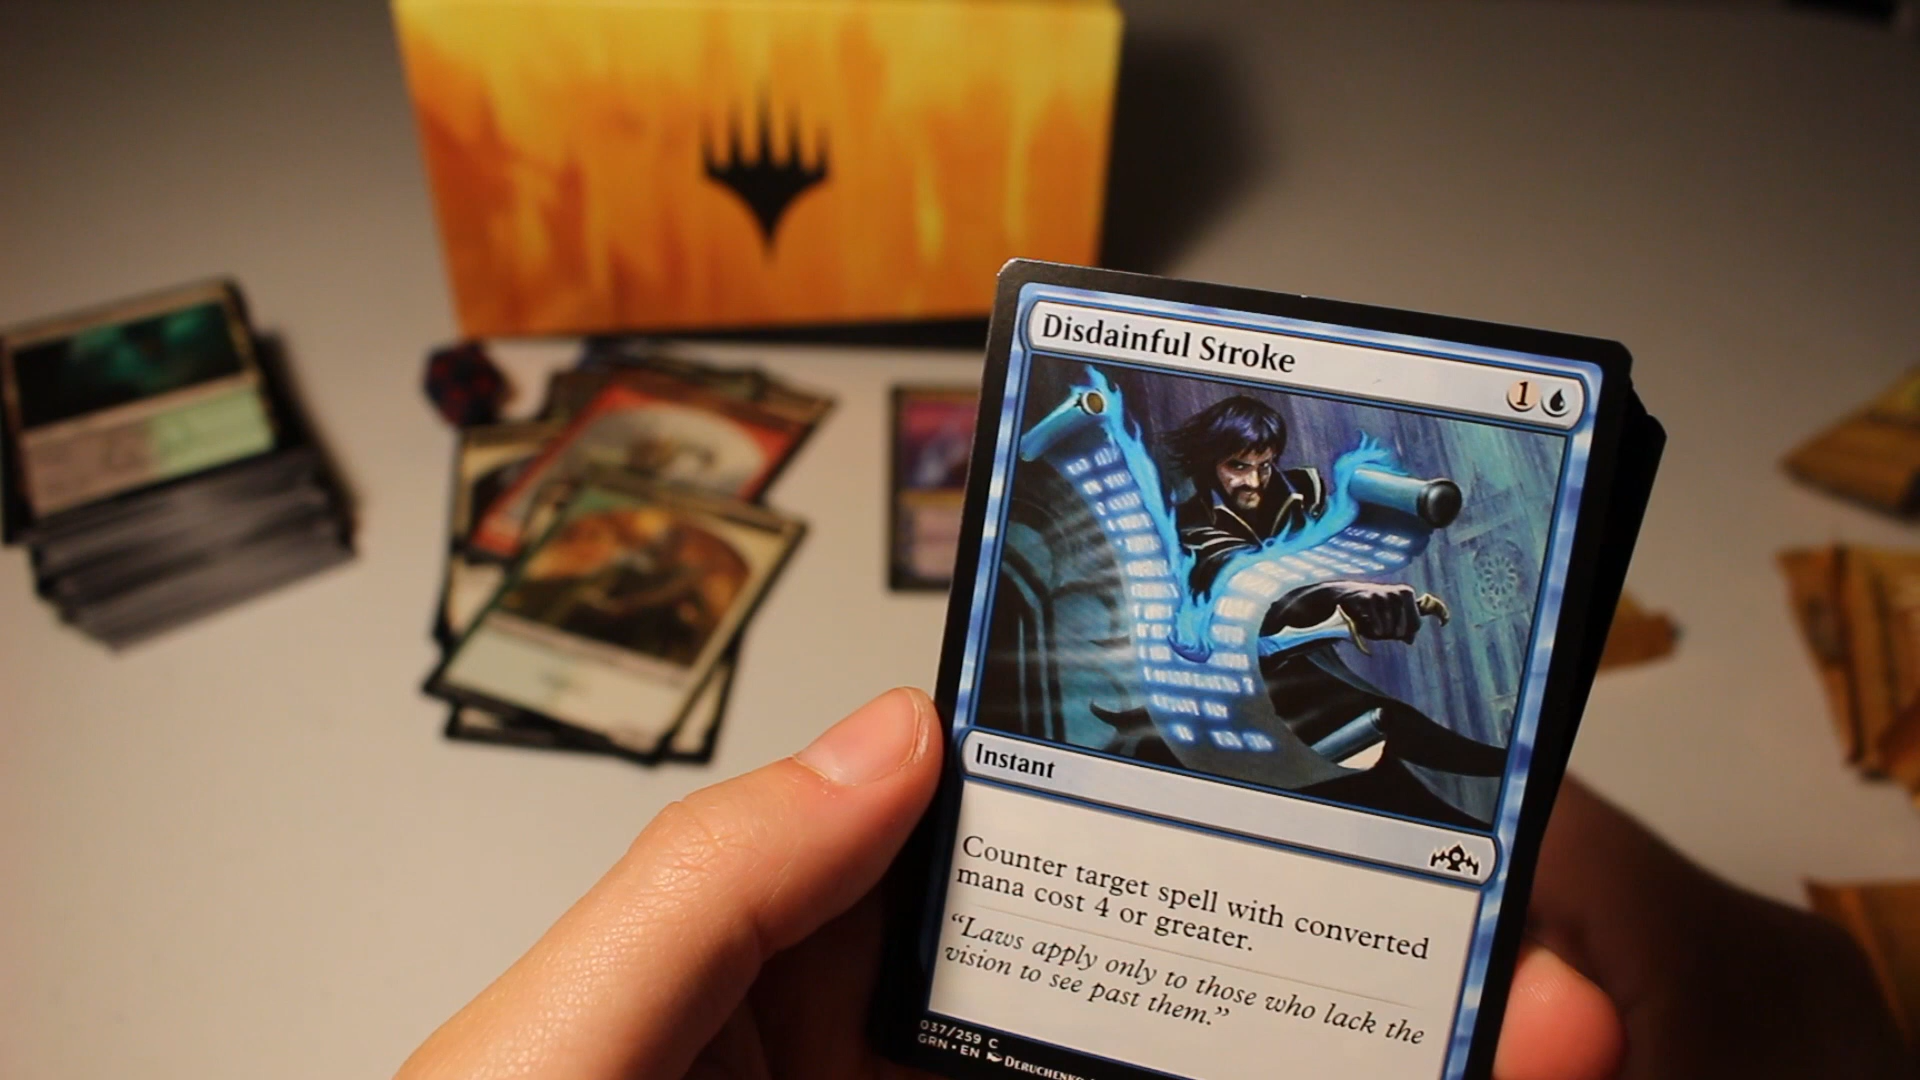 Disdainful Stroke
1
Instant
Counter target spell with converted
mana cost 4 or greater.
“Laws apply only to those who lack the
vision to see past them.”
037/259 C
GRN • EN DERUCHENKO